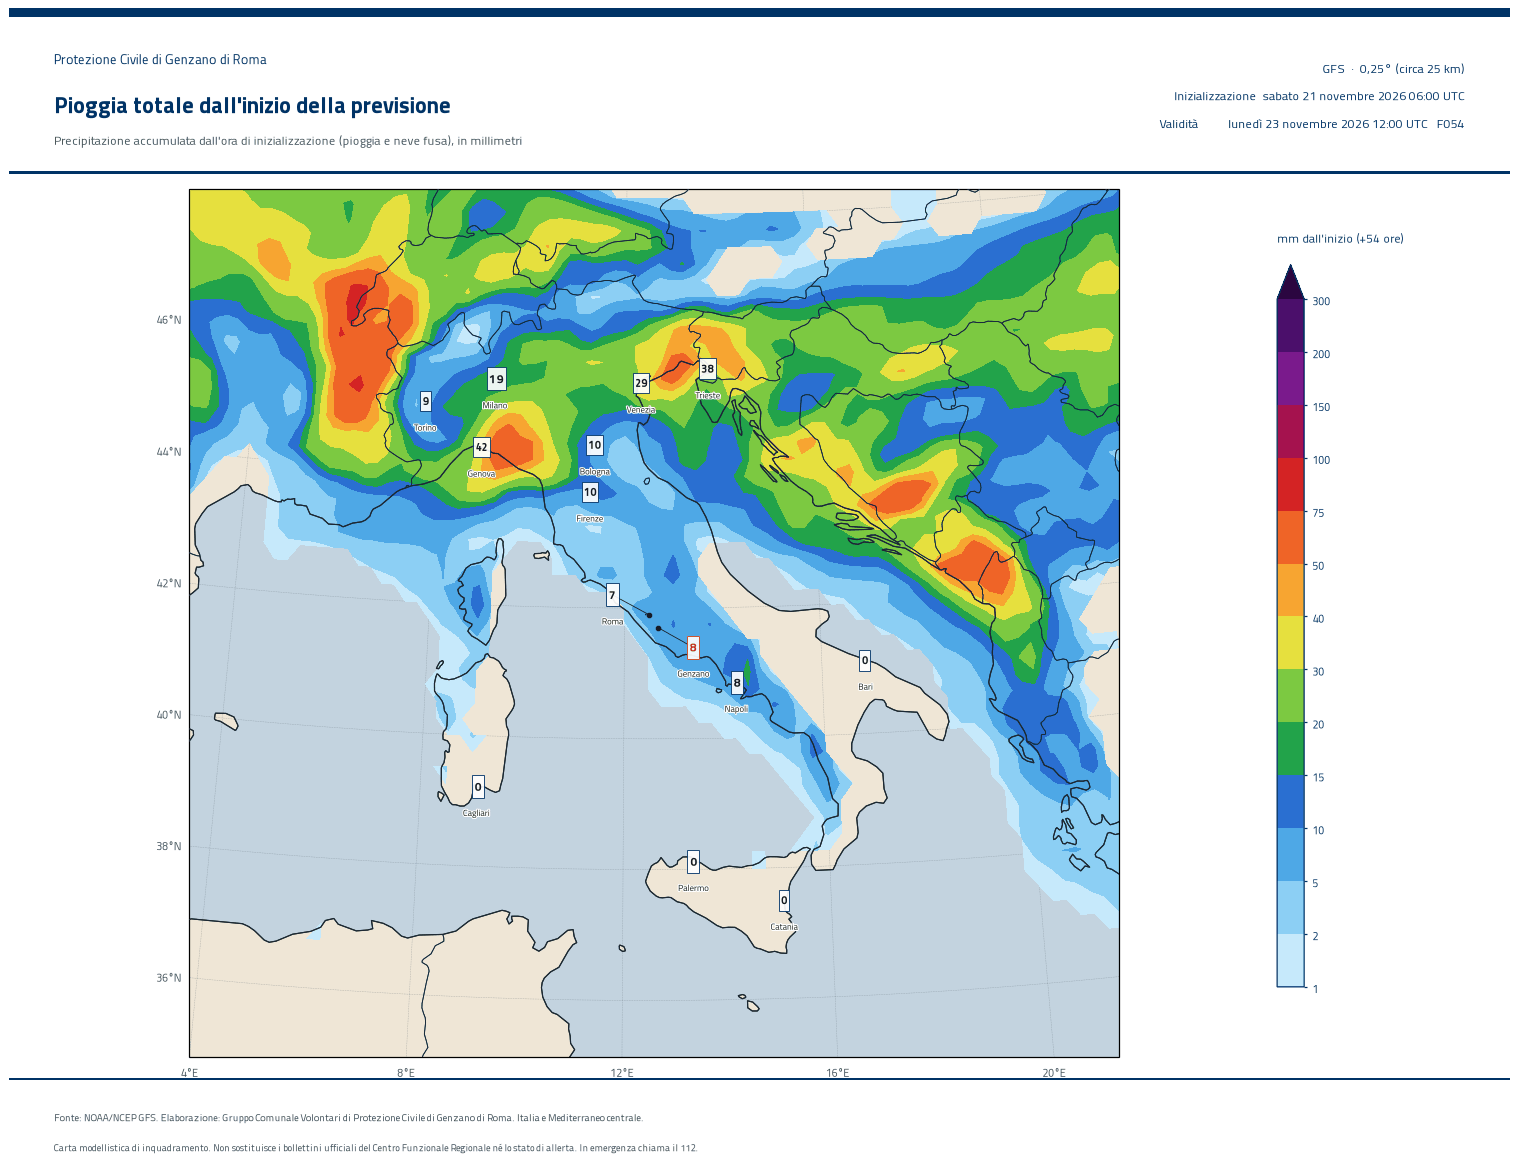 Protezione Civile di Genzano di Roma
Pioggia totale dall'inizio della previsione
Precipitazione accumulata dall'ora di inizializzazione (pioggia e neve fusa), in millimetri
GFS · 0,25° (circa 25 km)
Inizializzazione sabato 21 novembre 2026 06:00 UTC
Validità lunedì 23 novembre 2026 12:00 UTC F054
mm dall'inizio (+54 ore)
300
200
150
100
75
50
40
30
20
15
10
5
2
1
46°N
44°N
42°N
40°N
38°N
36°N
4°E
8°E
12°E
16°E
20°E
38
Trieste
19
Milano
29
Venezia
9
Torino
42
Genova
10
Bologna
10
Firenze
7
Roma
8
Genzano
8
Napoli
0
Bari
0
Cagliari
0
Palermo
0
Catania
Fonte: NOAA/NCEP GFS. Elaborazione: Gruppo Comunale Volontari di Protezione Civile di Genzano di Roma. Italia e Mediterraneo centrale.
Carta modellistica di inquadramento. Non sostituisce i bollettini ufficiali del Centro Funzionale Regionale né lo stato di allerta. In emergenza chiama il 112.